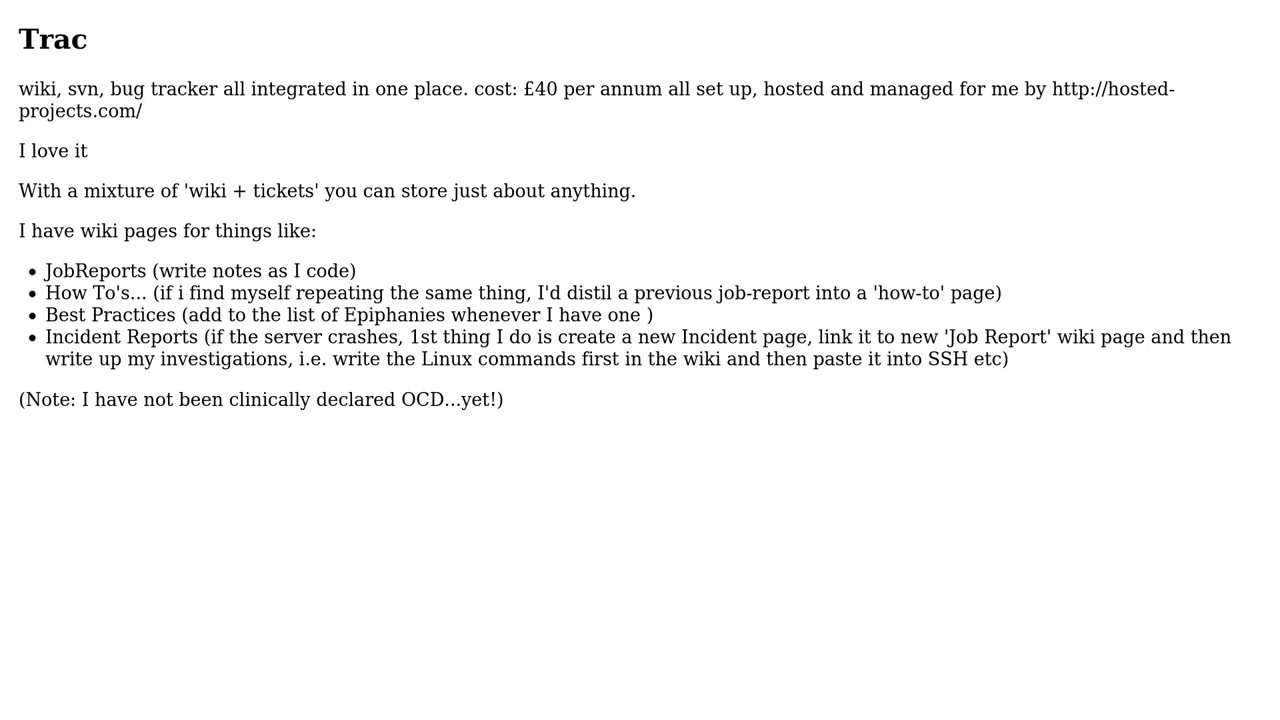 Trac
wiki, svn, bug tracker all integrated in one place. cost: £40 per annum all set up, hosted and managed for me by http://hosted-
projects.com/
I love it
With a mixture of 'wiki + tickets' you can store just about anything.
I have wiki pages for things like:
• JobReports (write notes as I code)
• How To's... (if i find myself repeating the same thing, I'd distil a previous job-report into a 'how-to' page)
• Best Practices (add to the list of Epiphanies whenever I have one )
• Incident Reports (if the server crashes, 1st thing I do is create a new Incident page, link it to new 'Job Report' wiki page and then
write up my investigations, i.e. write the Linux commands first in the wiki and then paste it into SSH etc)
(Note: I have not been clinically declared OCD...yet!)